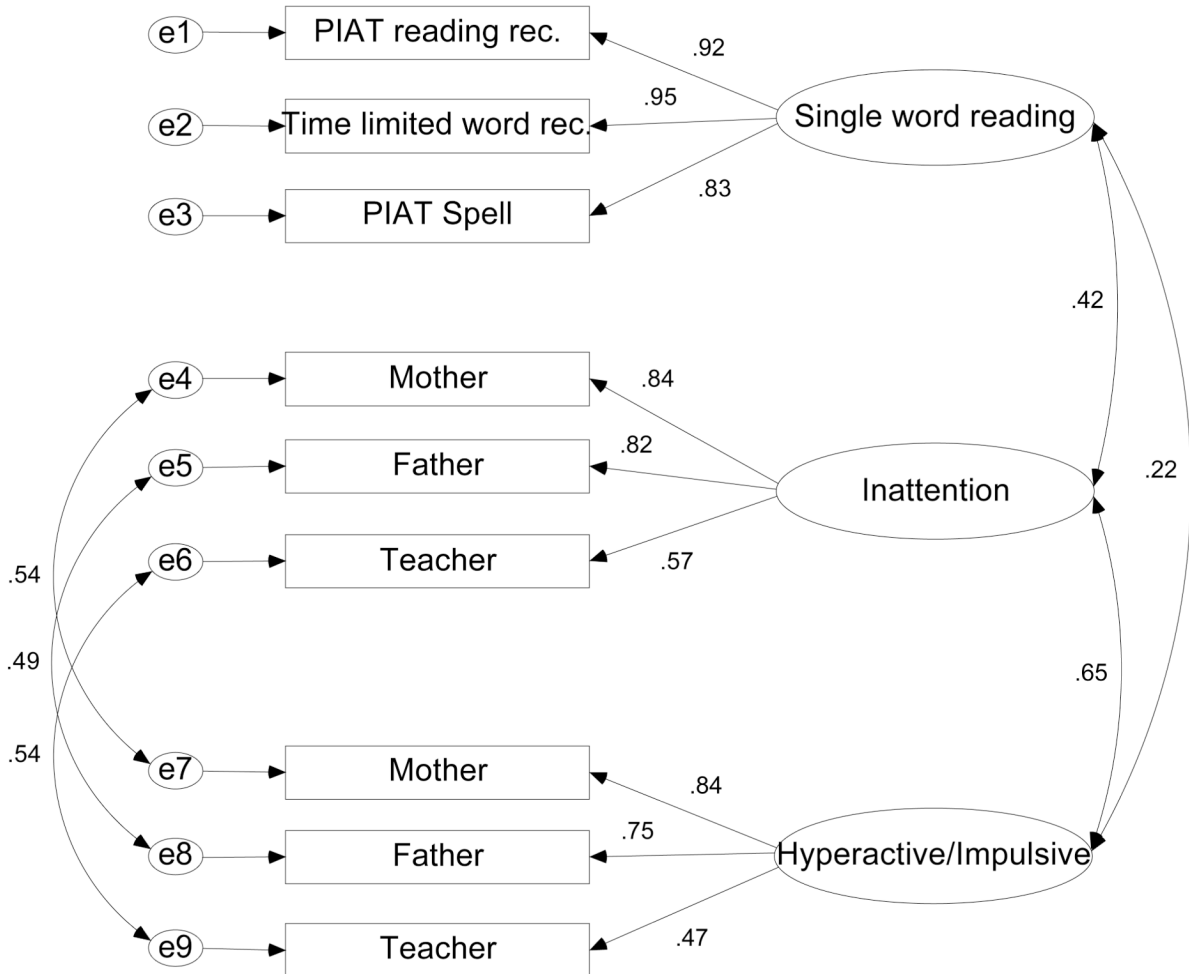 e1
PIAT reading rec.
.92
e2
Time limited word rec.
.95
Single word reading
e3
PIAT Spell
.83
.42
e4
Mother
.84
e5
Father
.82
Inattention
.22
e6
Teacher
.57
.54
.49
.65
.54
e7
Mother
.84
e8
Father
.75
Hyperactive/Impulsive
e9
Teacher
.47